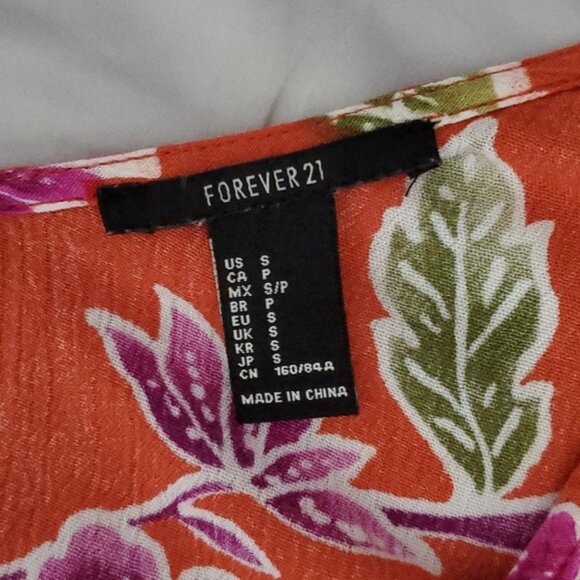 FOREVER 21
US S
CA P
MX S/P
BR P
EU S
UK S
KR S
JP S
CN 160/84A
MADE IN CHINA